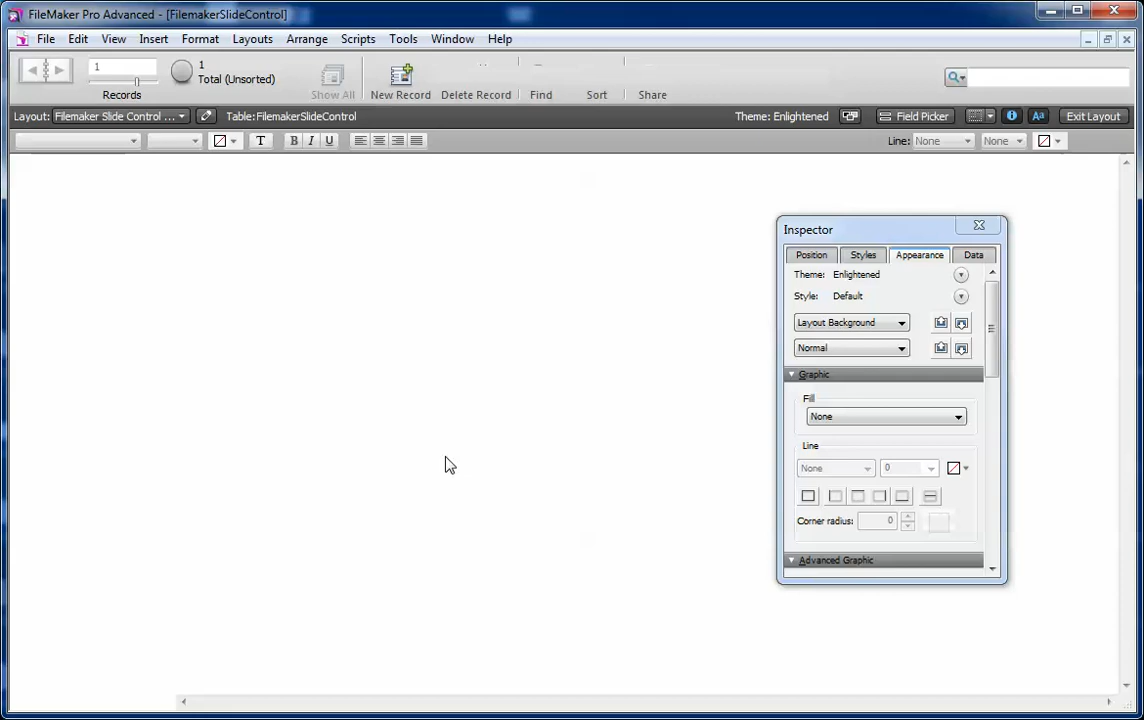 FileMaker Pro Advanced - [FilemakerSlideControl]
File Edit View Insert Format Layouts Arrange Scripts Tools Window Help
1
1
Total (Unsorted)
Records
Show All
New Record
Delete Record
Find
Sort
Share
Layout: Filemaker Slide Control ...
Table: FilemakerSlideControl
Theme: Enlightened
Field Picker
Aa
Exit Layout
T B I U
Line: None
None
Inspector
Position Styles Appearance Data
Theme: Enlightened
Style: Default
Layout Background
Normal
Graphic
Fill
None
Line
None
0
Corner radius: 0
Advanced Graphic